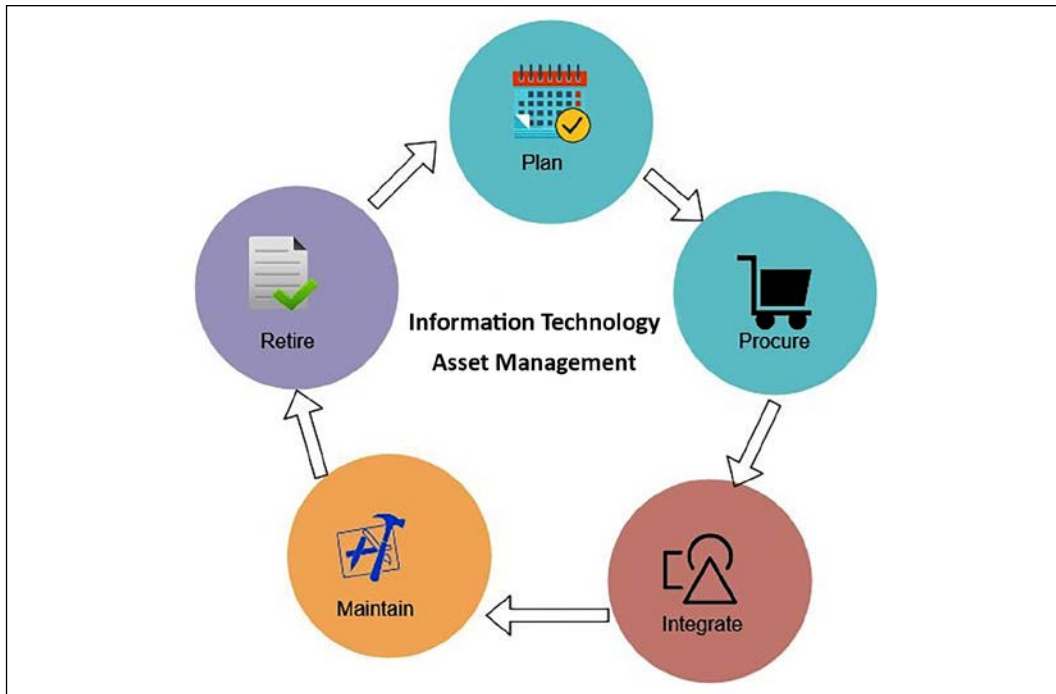 Plan
Procure
Integrate
Maintain
Retire
Information Technology
Asset Management